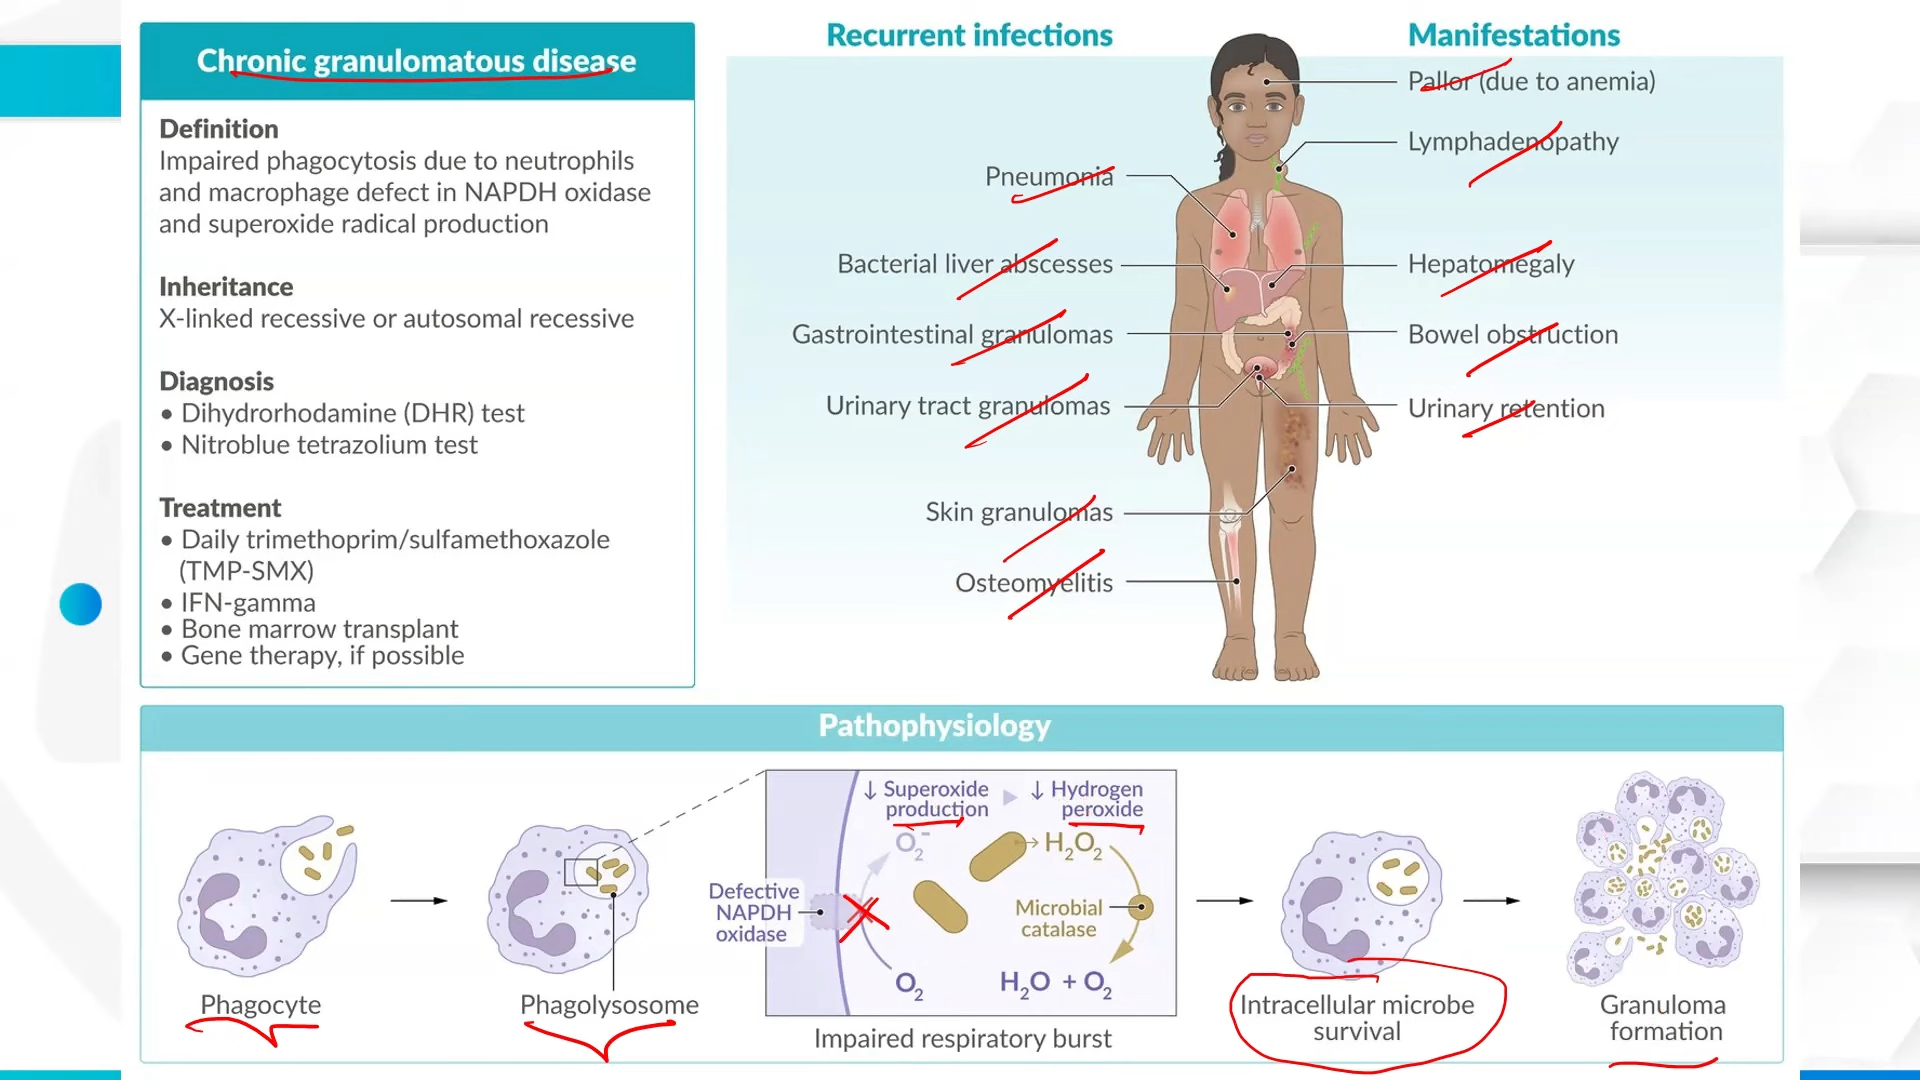 Chronic granulomatous disease
Definition
Impaired phagocytosis due to neutrophils
and macrophage defect in NAPDH oxidase
and superoxide radical production
Inheritance
X-linked recessive or autosomal recessive
Diagnosis
• Dihydrorhodamine (DHR) test
• Nitroblue tetrazolium test
Treatment
• Daily trimethoprim/sulfamethoxazole
(TMP-SMX)
• IFN-gamma
• Bone marrow transplant
• Gene therapy, if possible
Recurrent infections
Pneumonia
Bacterial liver abscesses
Gastrointestinal granulomas
Urinary tract granulomas
Skin granulomas
Osteomyelitis
Manifestations
Pallor (due to anemia)
Lymphadenopathy
Hepatomegaly
Bowel obstruction
Urinary retention
Pathophysiology
Phagocyte
Phagolysosome
↓ Superoxide
production
↓ Hydrogen
peroxide
O₂⁻
H₂O₂
Defective
NAPDH
oxidase
Microbial
catalase
O₂
H₂O + O₂
Impaired respiratory burst
Intracellular microbe
survival
Granuloma
formation